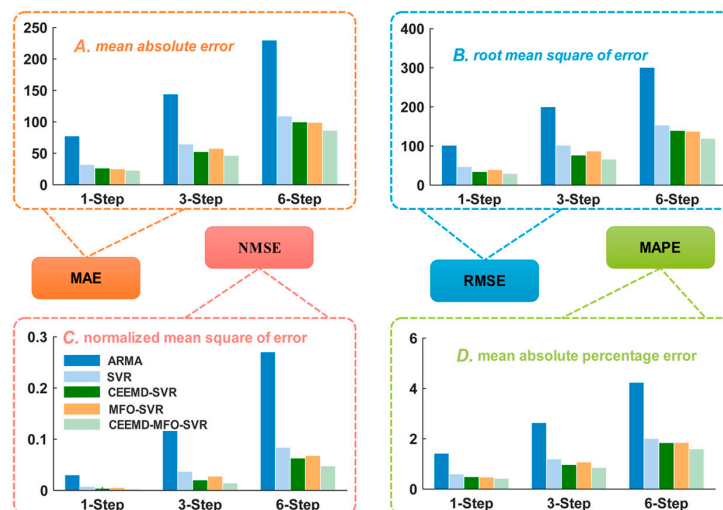 A. mean absolute error
250
200
150
100
50
0
1-Step 3-Step 6-Step
B. root mean square of error
400
300
200
100
0
1-Step 3-Step 6-Step
MAE
NMSE
RMSE
MAPE
C. normalized mean square of error
0.3
0.2
0.1
0
ARMA
SVR
CEEMD-SVR
MFO-SVR
CEEMD-MFO-SVR
1-Step 3-Step 6-Step
D. mean absolute percentage error
6
4
2
0
1-Step 3-Step 6-Step